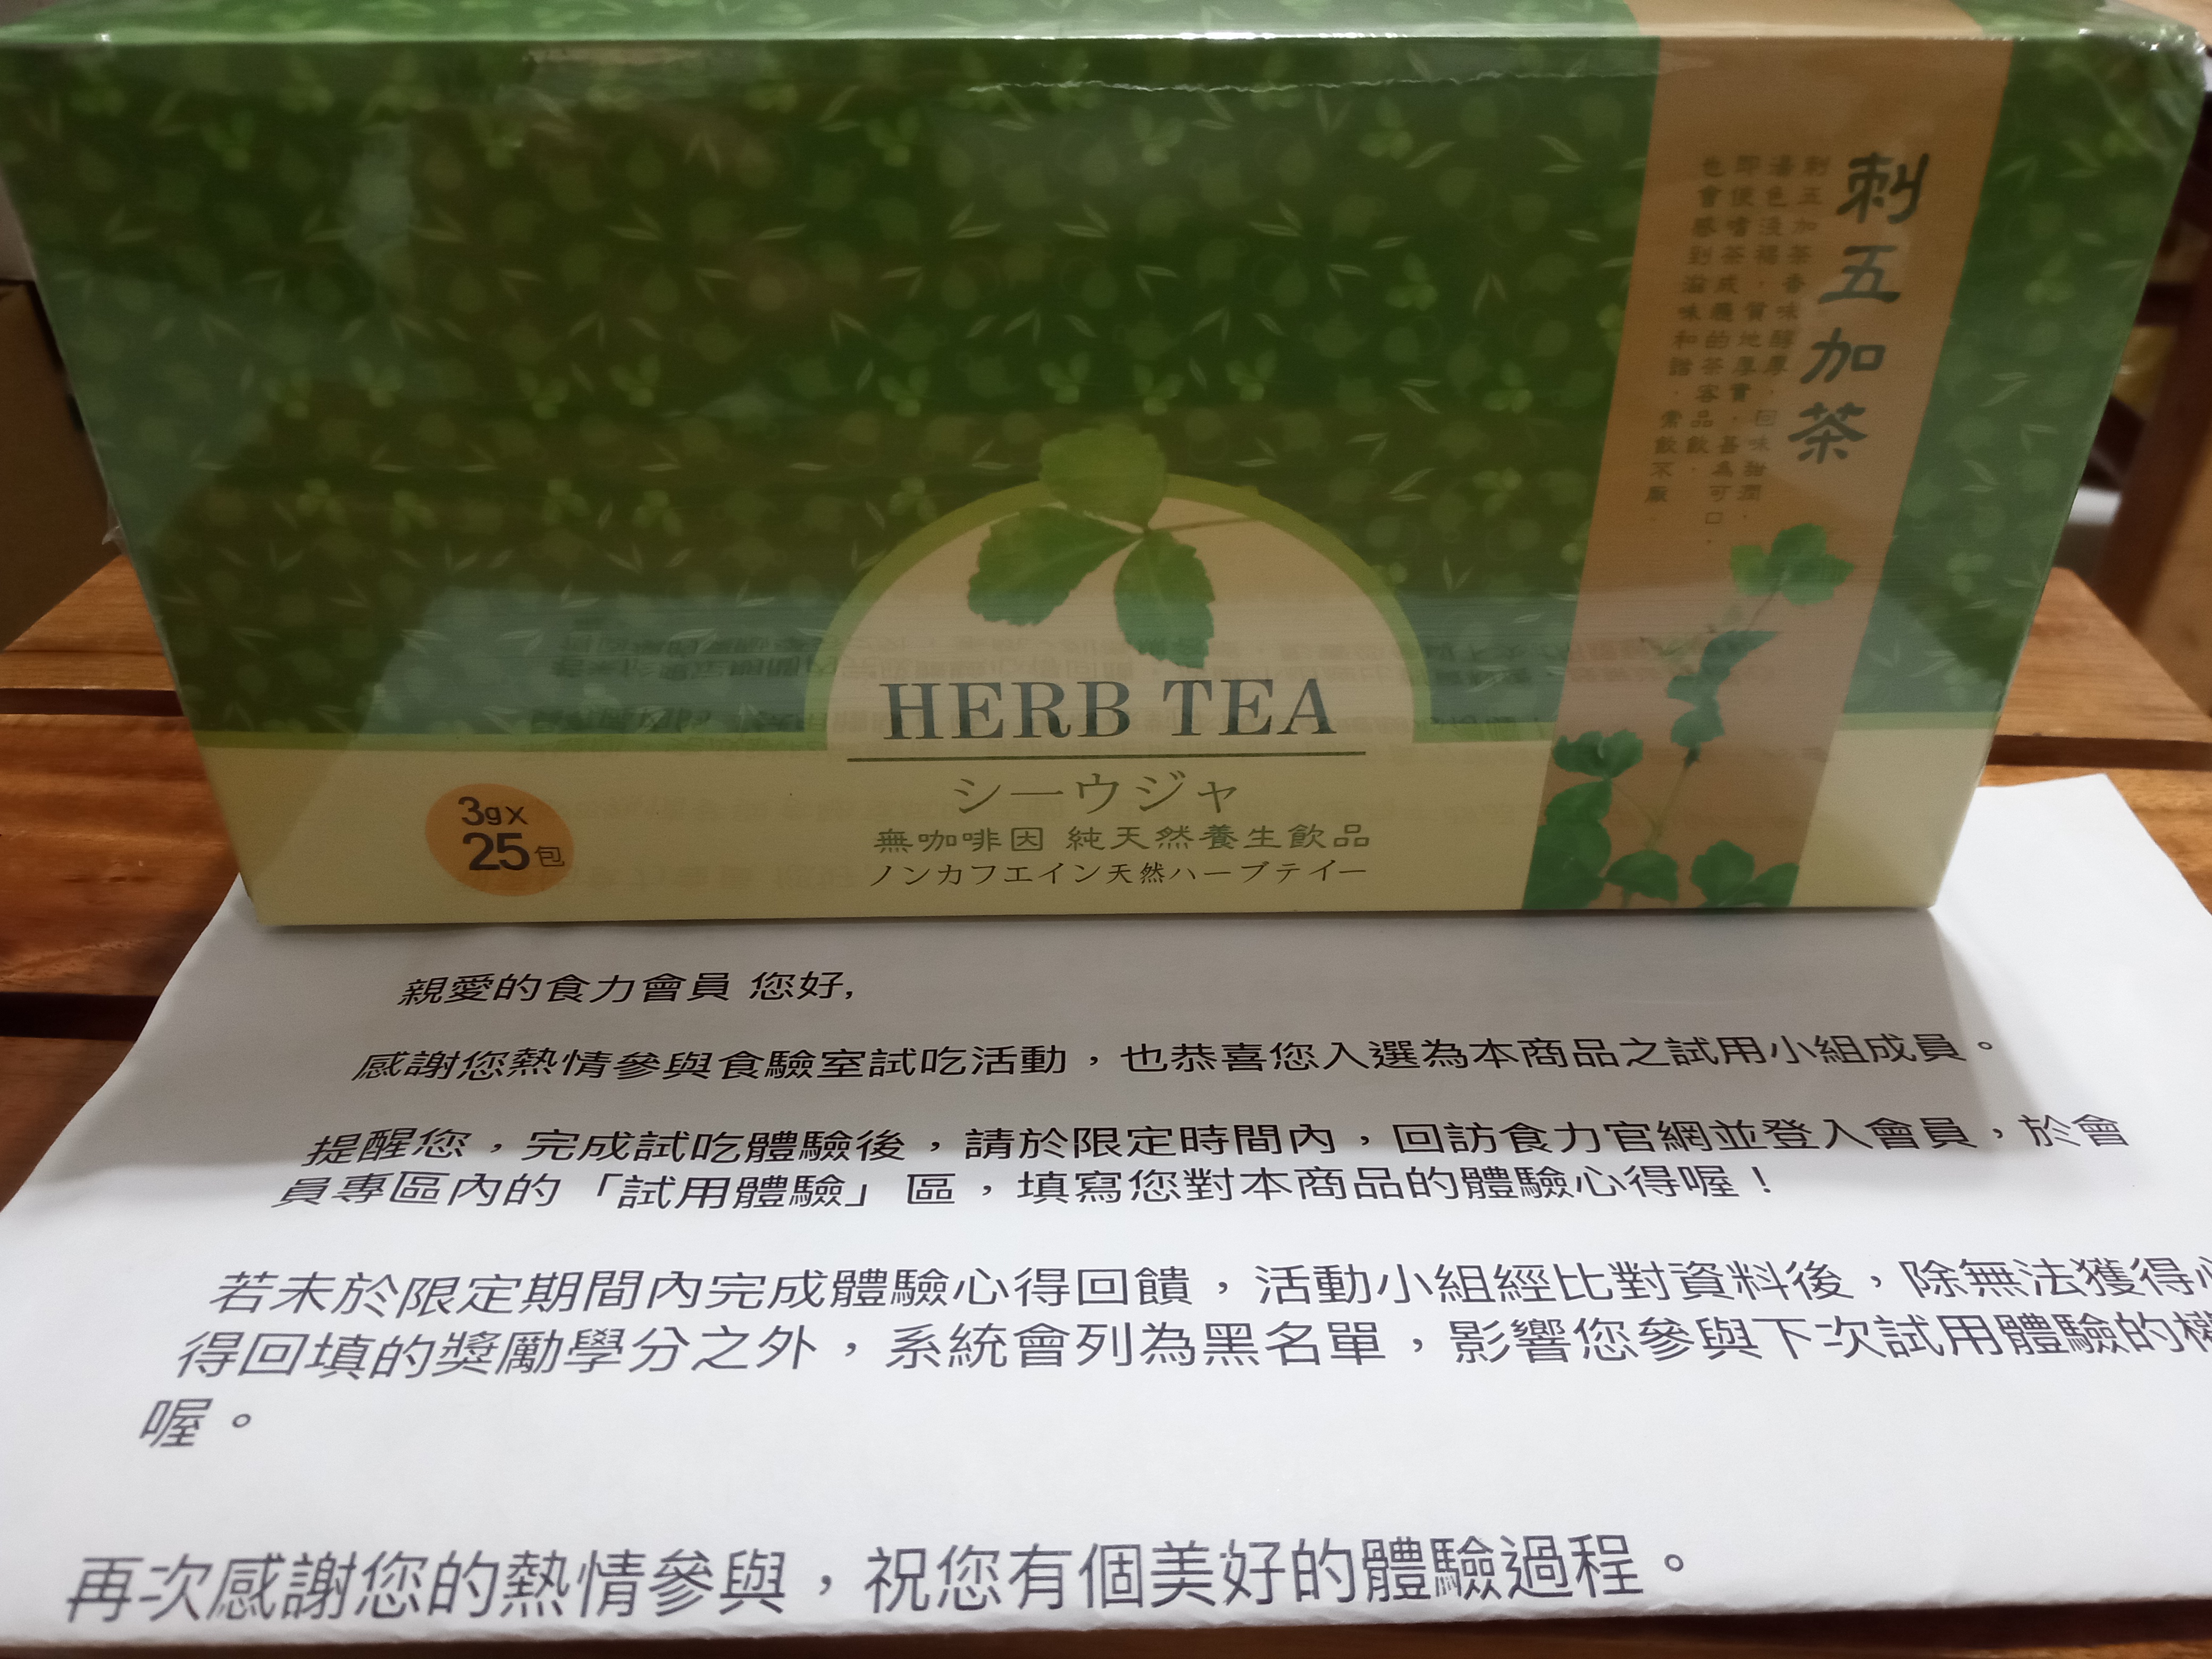 刺五加茶
刺五加茶香味醇厚,回味甜潤。
湯色淺褐,質地厚實,甚為可口。
即使嗜茶成癮的茶客品飲,
也會感到滋味和諧,常飲不厭。
HERB TEA
シーウジャ
無咖啡因 純天然養生飲品
ノンカフエイン天然ハーブテイー
3gx
25包
親愛的食力會員 您好,
感謝您熱情參與食驗室試吃活動,也恭喜您入選為本商品之試用小組成員。
提醒您,完成試吃體驗後,請於限定時間內,回訪食力官網並登入會員,於會
員專區內的「試用體驗」區,填寫您對本商品的體驗心得喔!
若未於限定期間內完成體驗心得回饋,活動小組經比對資料後,除無法獲得
得回填的獎勵學分之外,系統會列為黑名單,影響您參與下次試用體驗的
喔。
再次感謝您的熱情參與,祝您有個美好的體驗過程。